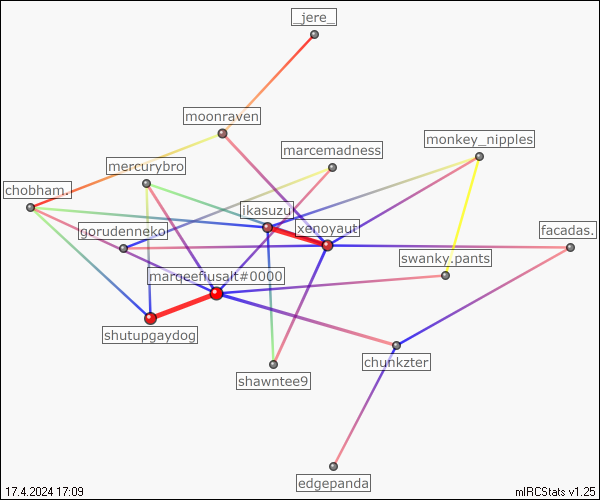 _jere_
moonraven
marcemadness
monkey_nipples
mercurybro
chobham.
ikasuzu
xenoyaut
gorudenneko
facadas.
swanky.pants
marqeeflusalt#0000
shutupgaydog
chunkzter
shawntee9
edgepanda
17.4.2024 17:09
mIRCStats v1.25